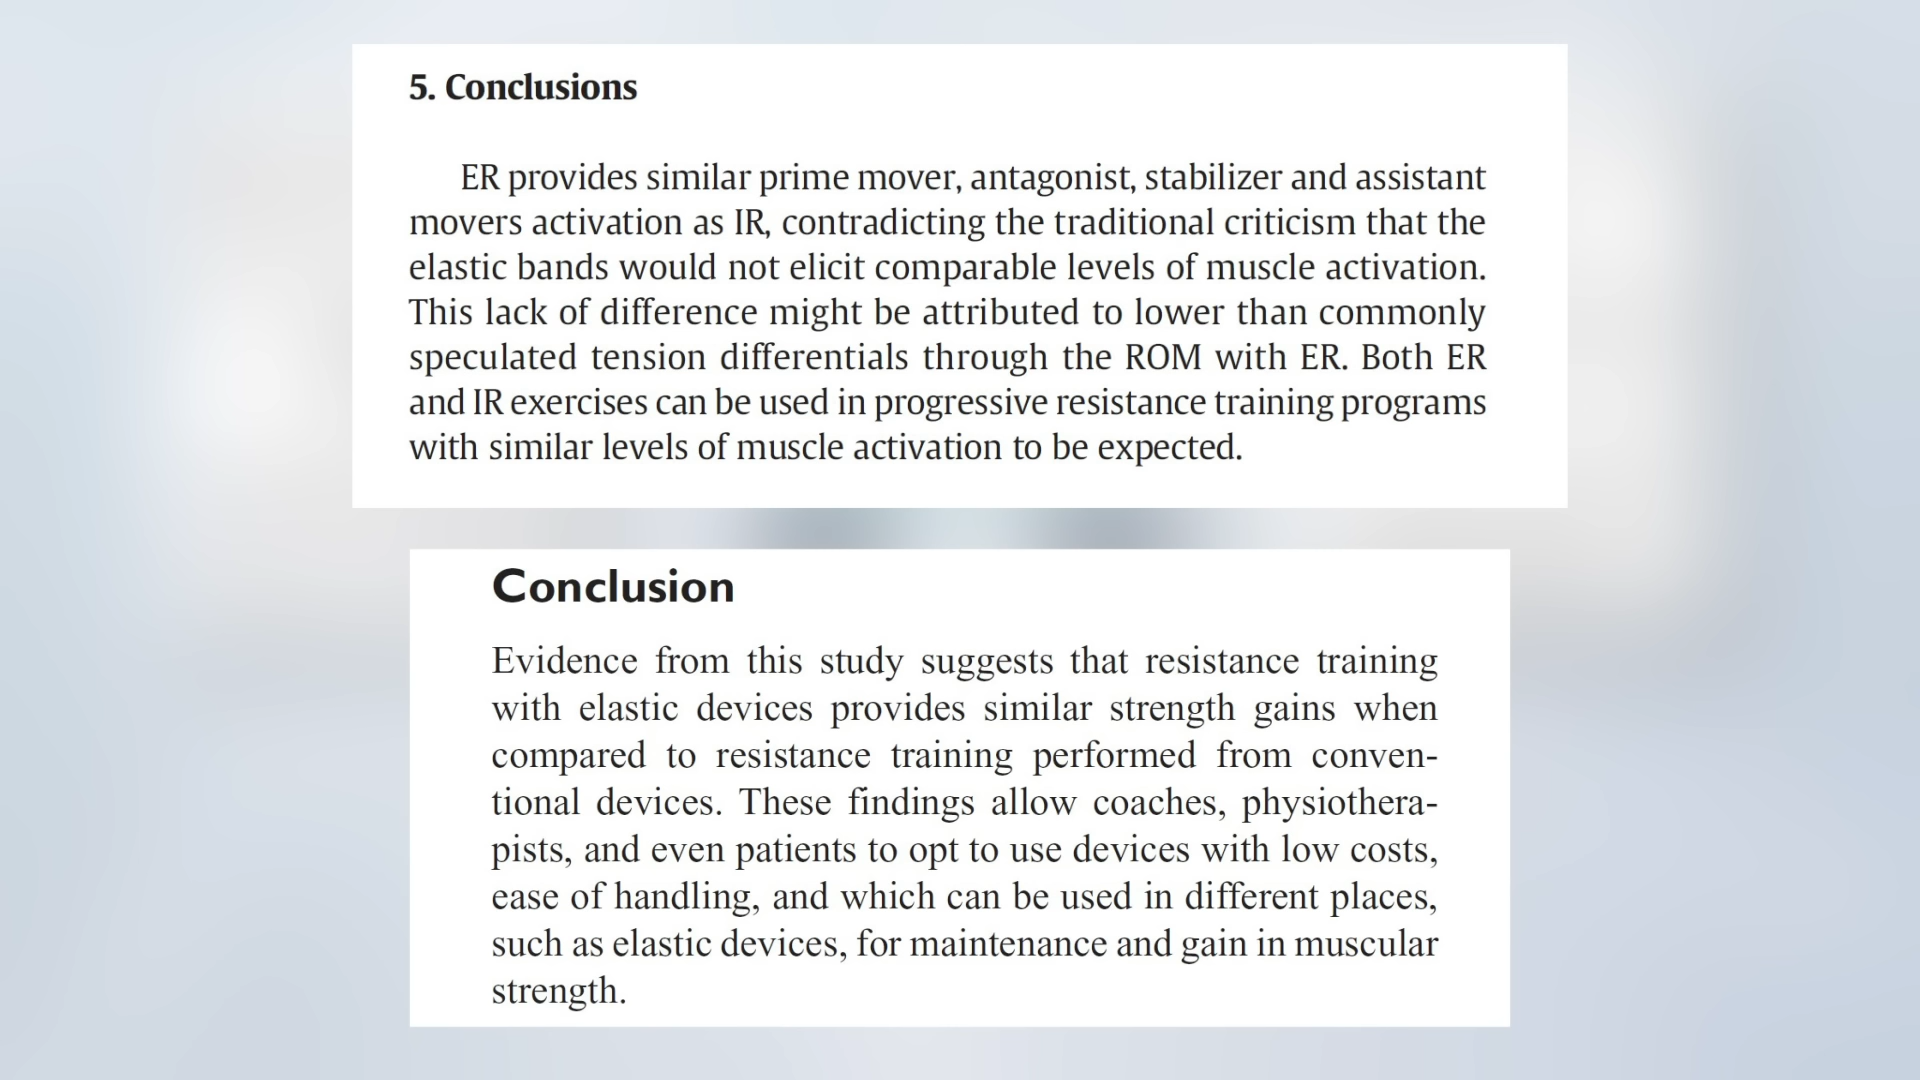 5. Conclusions
ER provides similar prime mover, antagonist, stabilizer and assistant
movers activation as IR, contradicting the traditional criticism that the
elastic bands would not elicit comparable levels of muscle activation.
This lack of difference might be attributed to lower than commonly
speculated tension differentials through the ROM with ER. Both ER
and IR exercises can be used in progressive resistance training programs
with similar levels of muscle activation to be expected.
Conclusion
Evidence from this study suggests that resistance training
with elastic devices provides similar strength gains when
compared to resistance training performed from conven-
tional devices. These findings allow coaches, physiothera-
pists, and even patients to opt to use devices with low costs,
ease of handling, and which can be used in different places,
such as elastic devices, for maintenance and gain in muscular
strength.